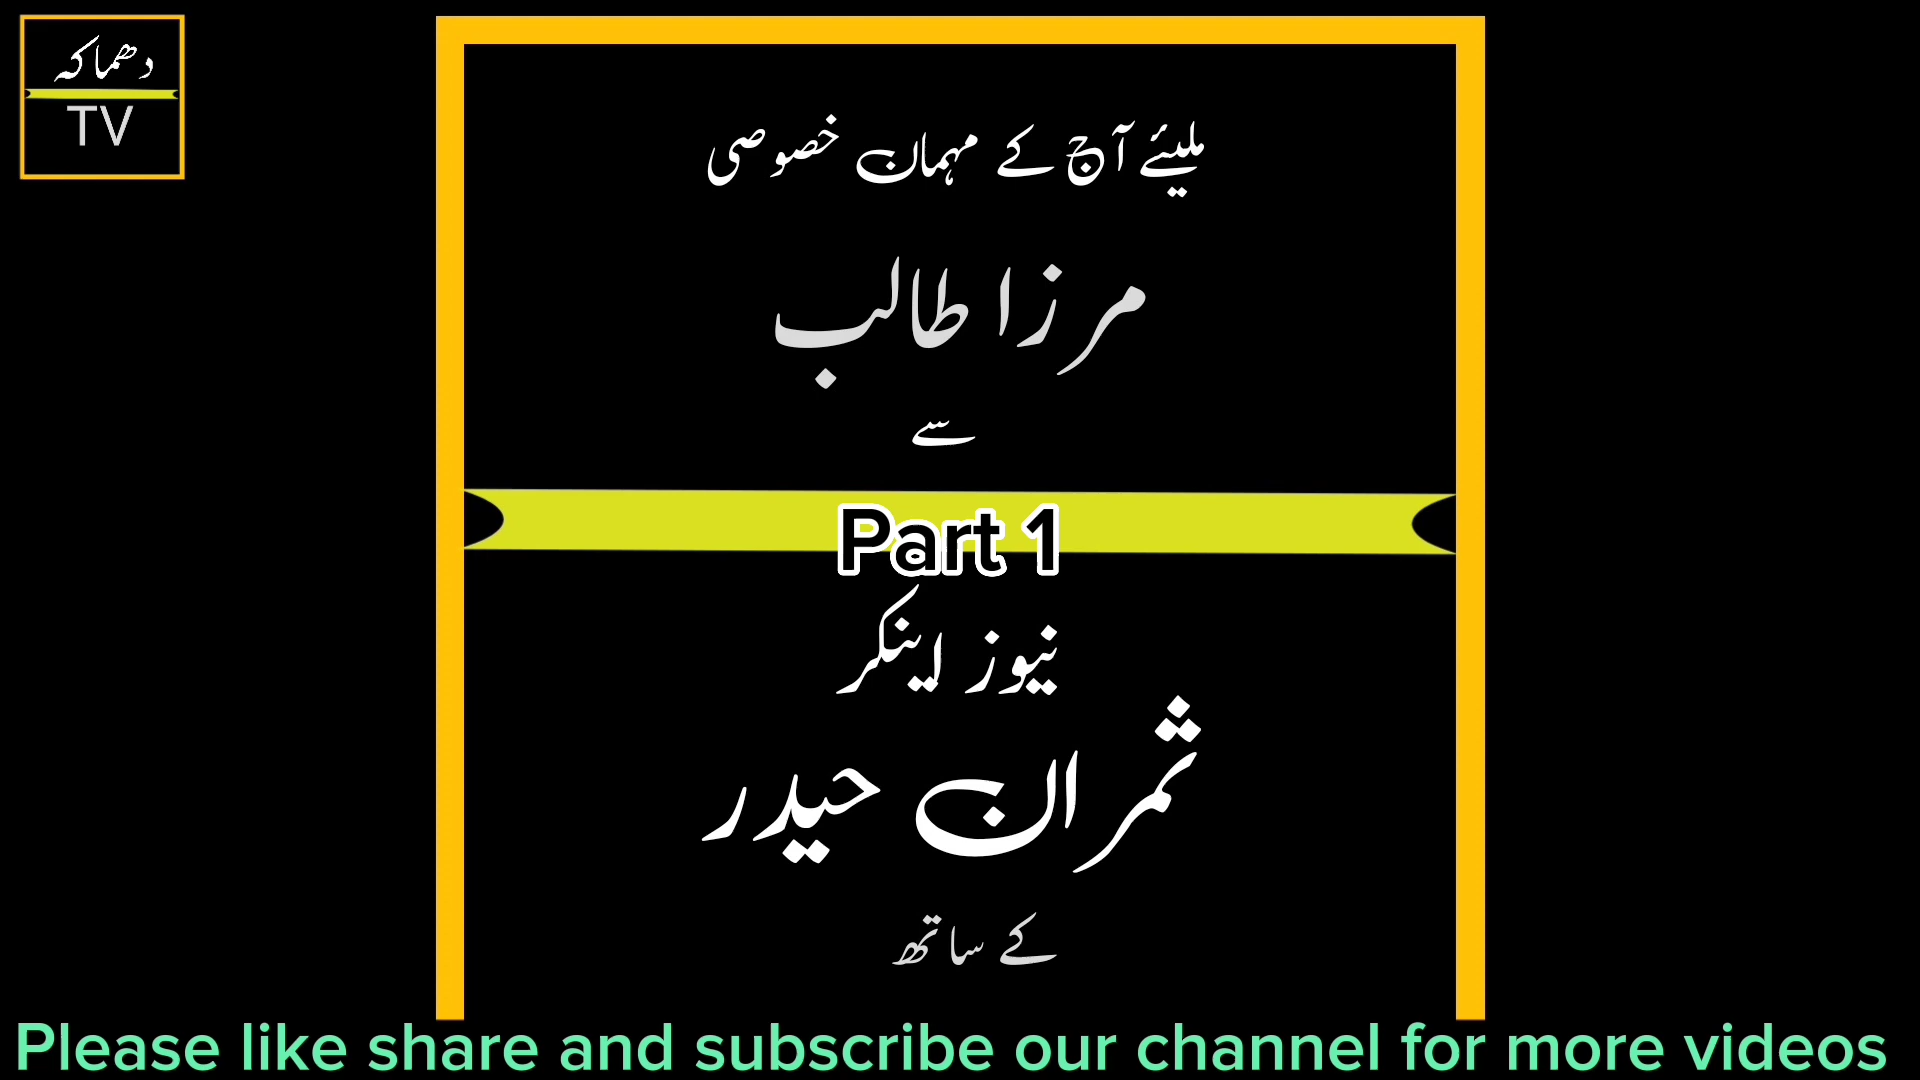 دھماکہ
TV
ملیئے آج کے مہمان خصوصی
مرزا طالب
سے
Part 1
نیوز اینکر
ثمران حیدر
کے ساتھ
Please like share and subscribe our channel for more videos